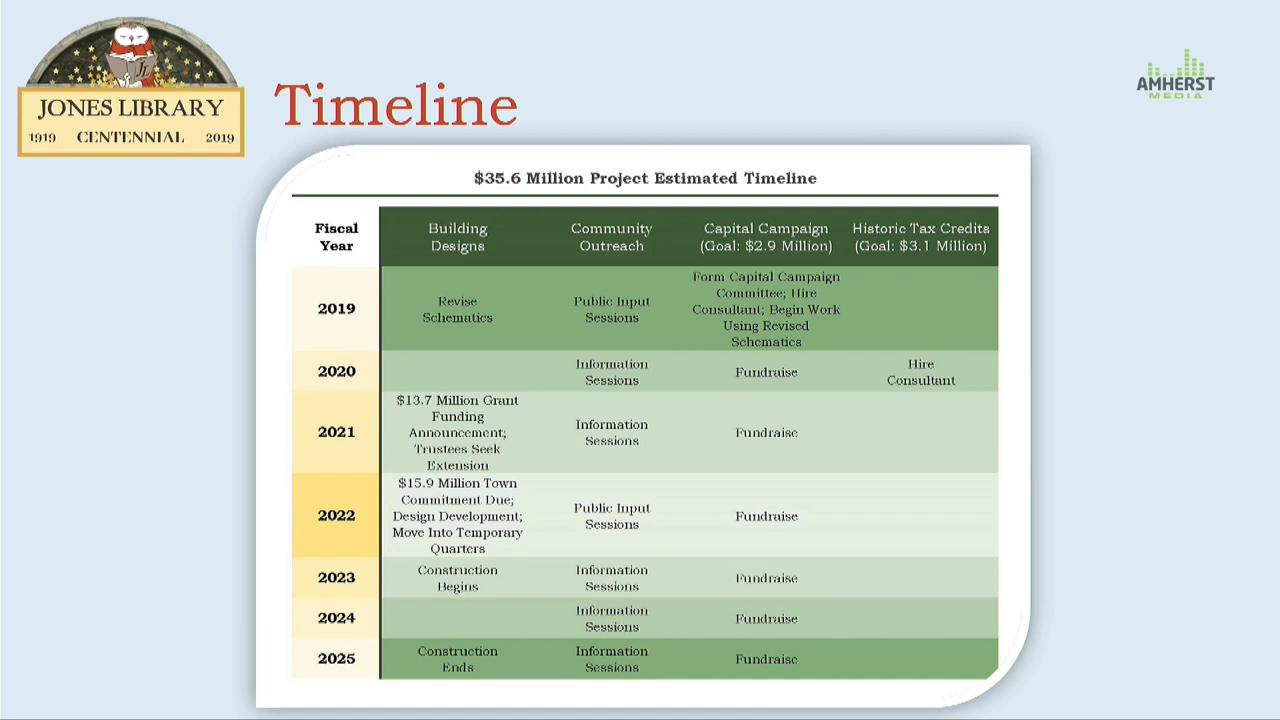 JONES LIBRARY
1919 CENTENNIAL 2019
Timeline
AMHERST
MEDIA
$35.6 Million Project Estimated Timeline
Fiscal
Year
Building
Designs
Community
Outreach
Capital Campaign
(Goal: $2.9 Million)
Historic Tax Credits
(Goal: $3.1 Million)
2019
Revise
Schematics
Public Input
Sessions
Form Capital Campaign
Committee; Hire
Consultant; Begin Work
Using Revised
Schematics
2020
Information
Sessions
Fundraise
Hire
Consultant
2021
$13.7 Million Grant
Funding
Announcement;
Trustees Seek
Extension
Information
Sessions
Fundraise
2022
$15.9 Million Town
Commitment Due;
Design Development;
Move Into Temporary
Quarters
Public Input
Sessions
Fundraise
2023
Construction
Begins
Information
Sessions
Fundraise
2024
Information
Sessions
Fundraise
2025
Construction
Ends
Information
Sessions
Fundraise